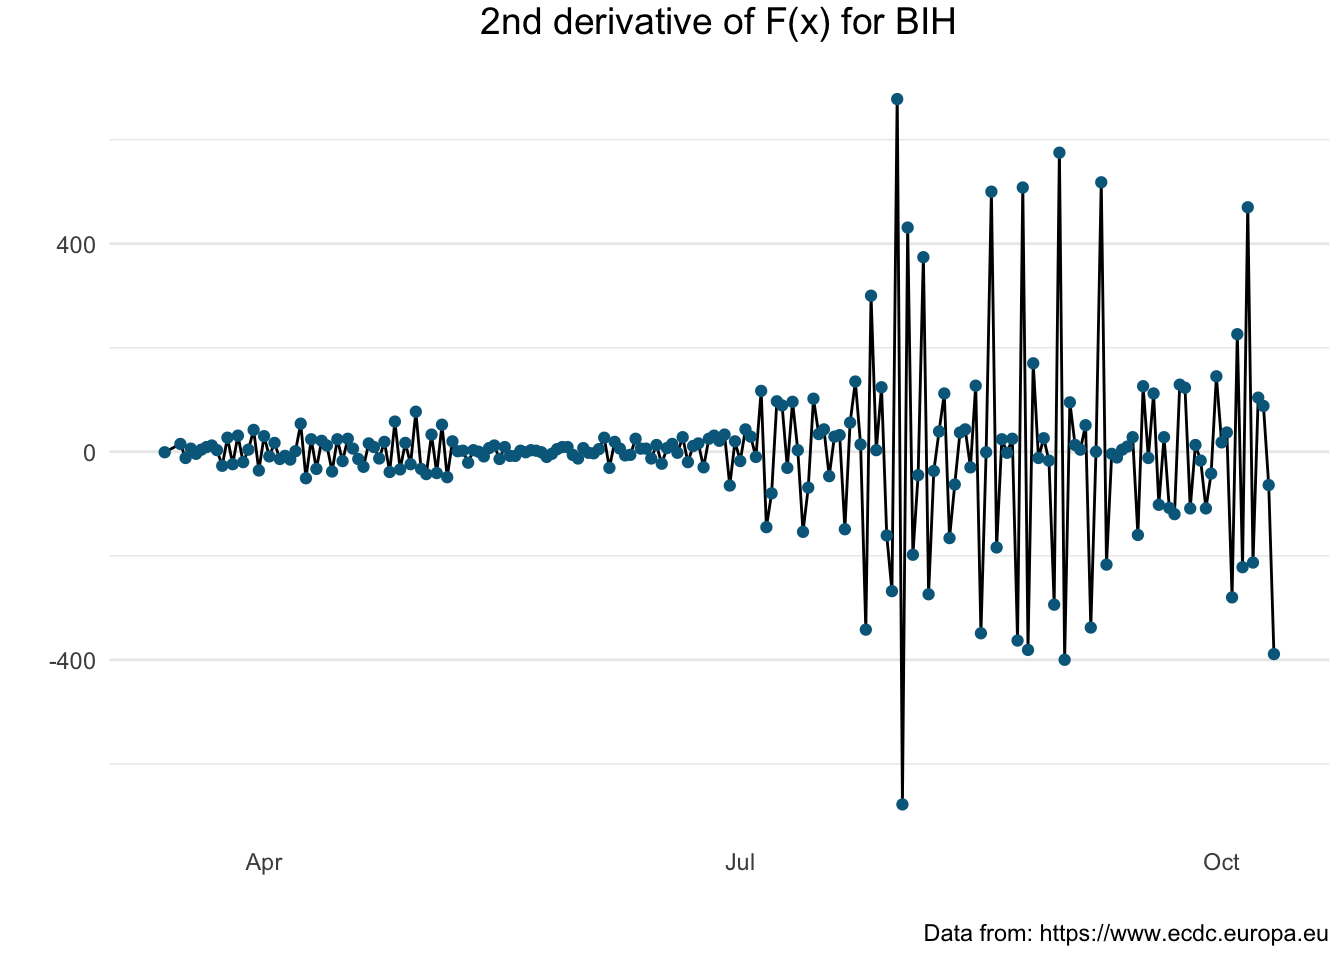 2nd derivative of F(x) for BIH
400
0
-400
Apr
Jul
Oct
Data from: https://www.ecdc.europa.eu